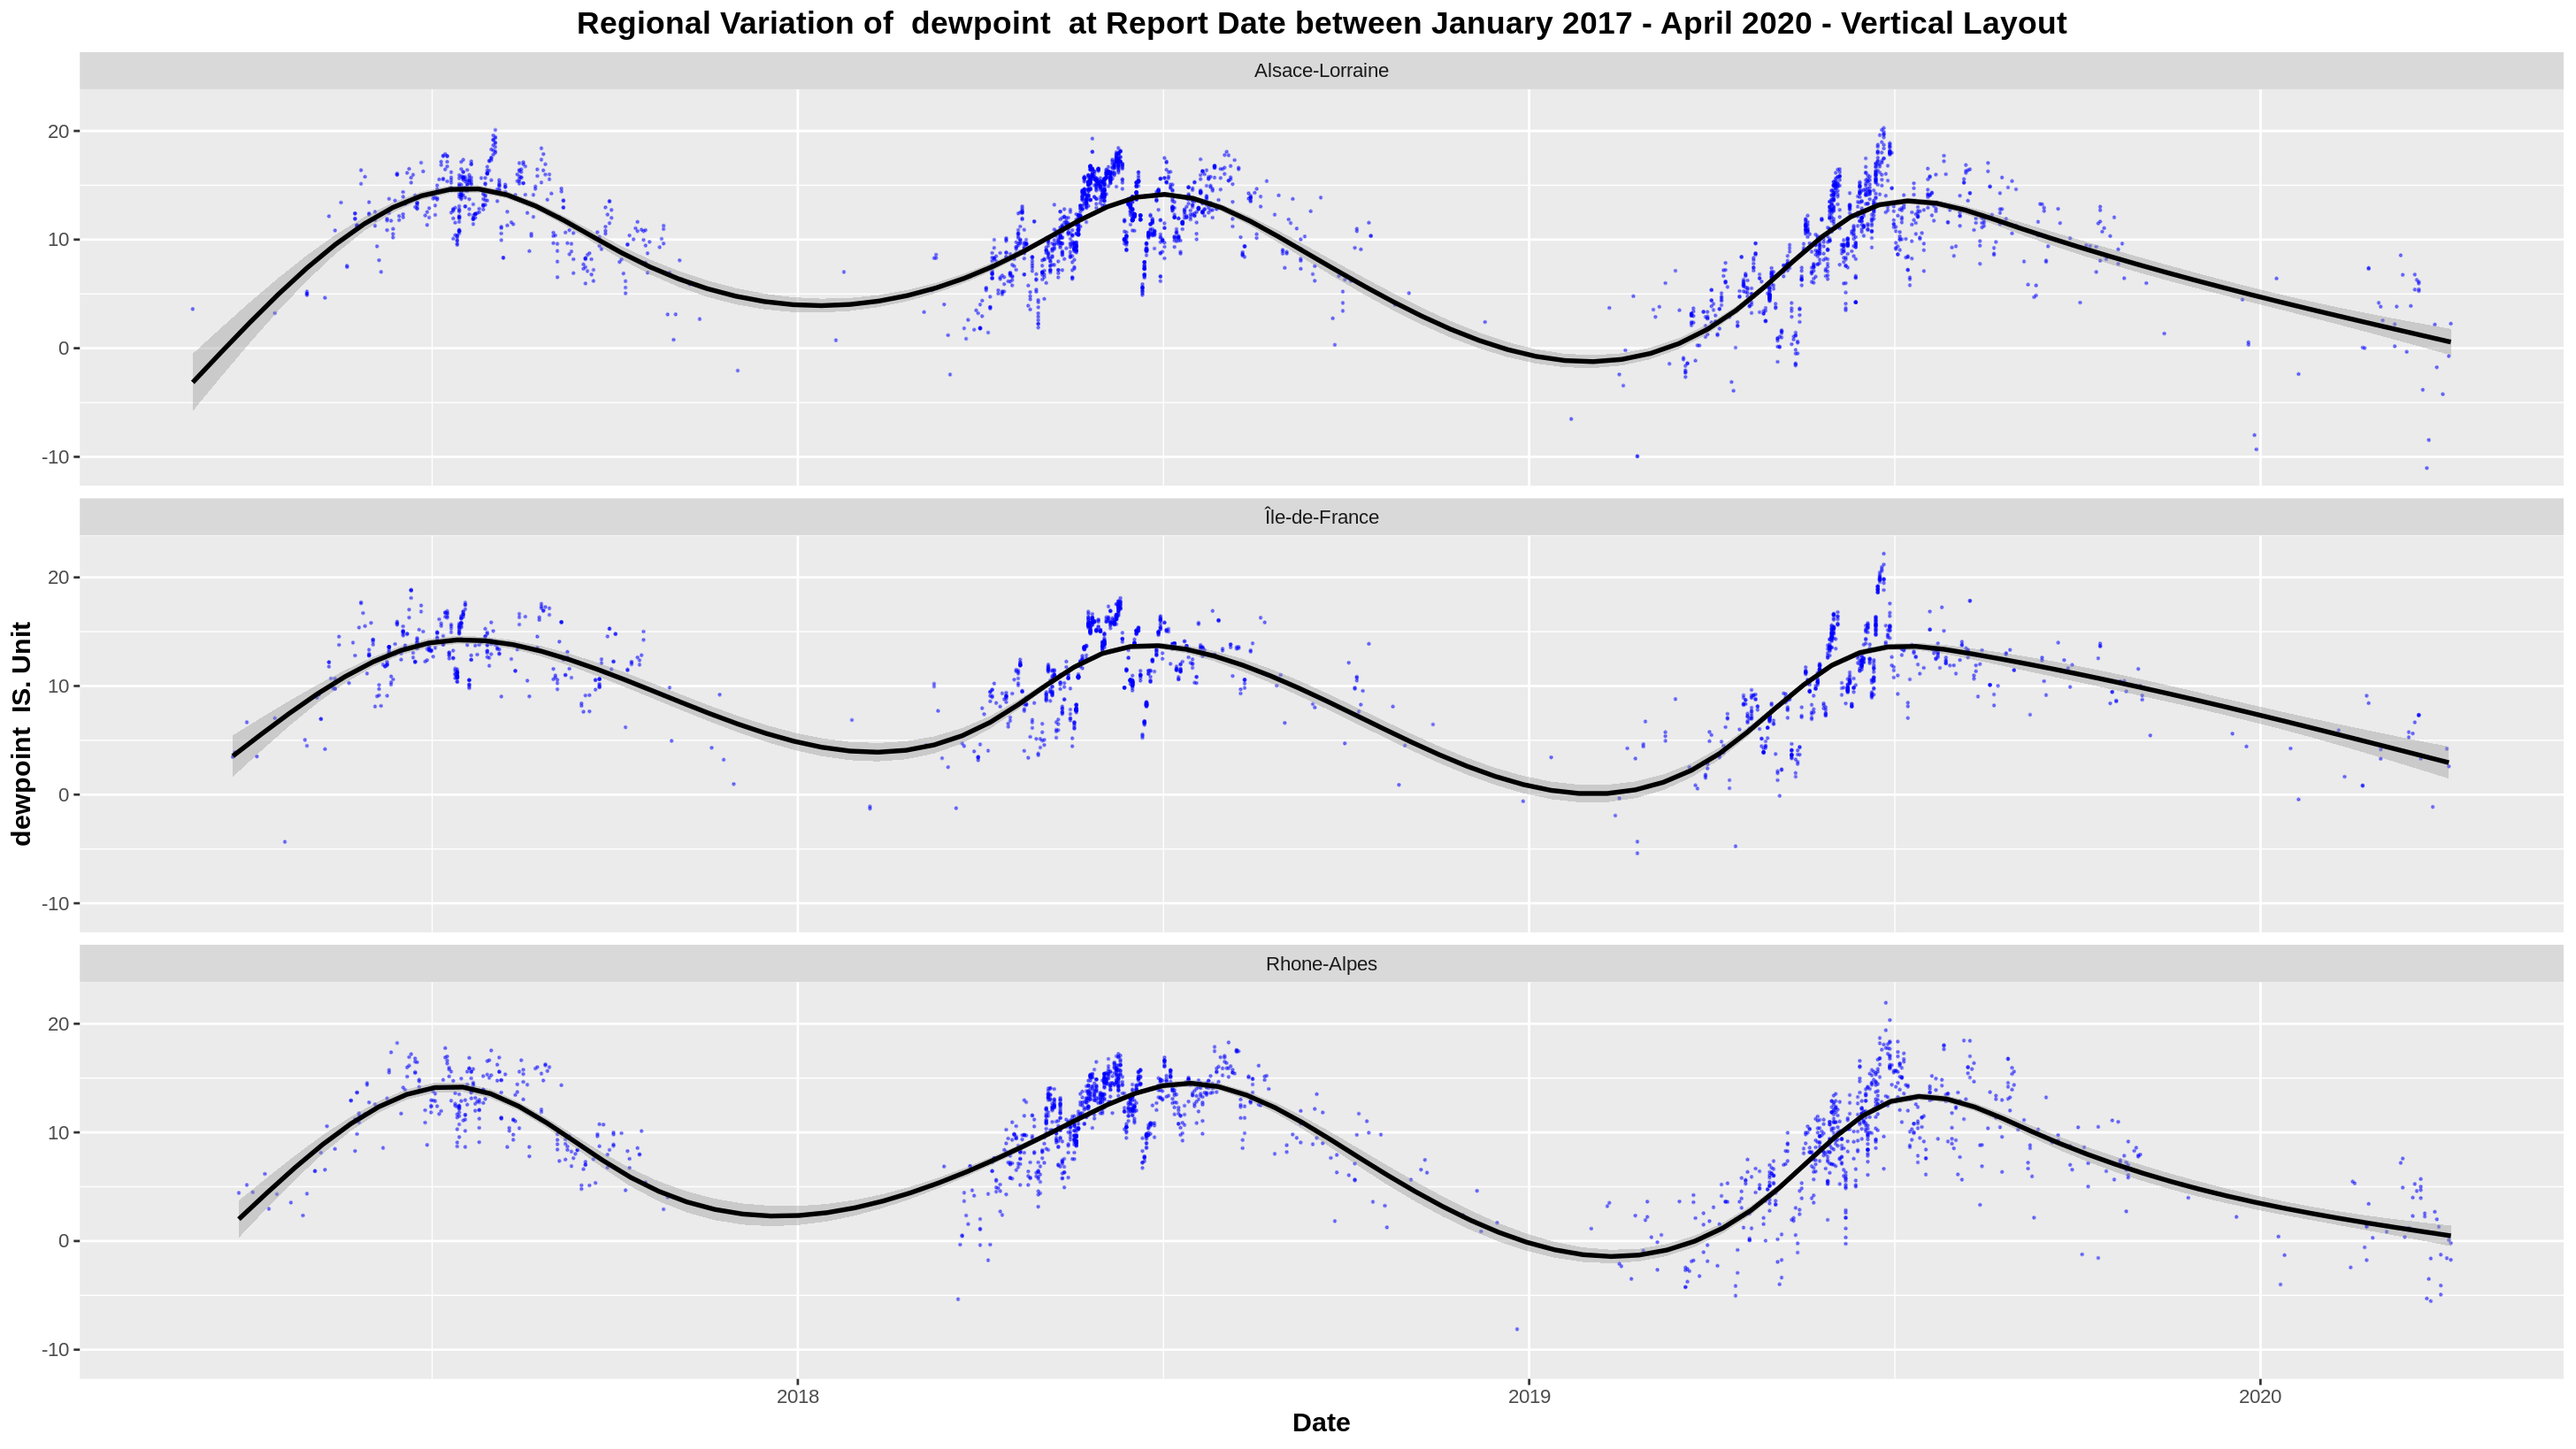 Regional Variation of  dewpoint  at Report Date between January 2017 - April 2020 - Vertical Layout
Alsace-Lorraine
20
10
0
-10
Île-de-France
20
10
0
-10
dewpoint  IS. Unit
Rhone-Alpes
20
10
0
-10
2018
2019
2020
Date